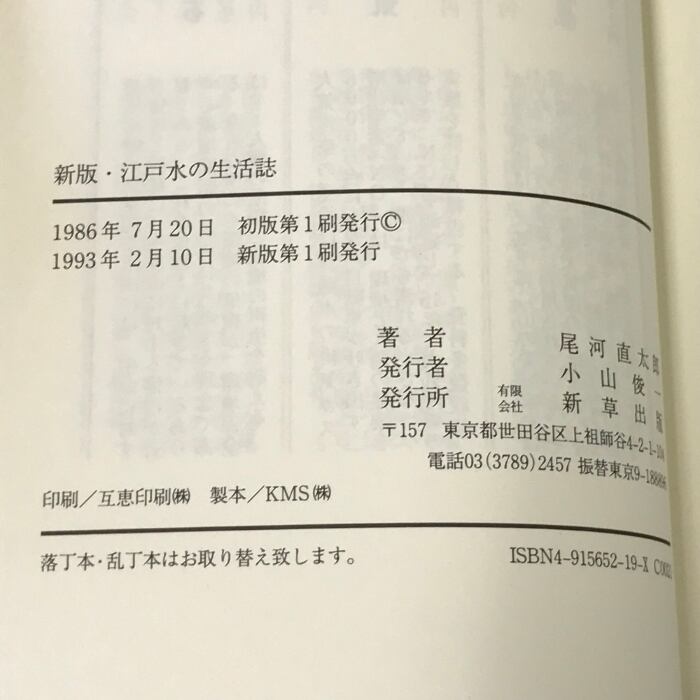 新版・江戸水の生活誌
1986年 7月20日 初版第1刷発行©
1993年 2月10日 新版第1刷発行
著者 尾河直太郎
発行者 小山俊一
発行所 有限会社 新草出版
〒157 東京都世田谷区上祖師谷4-2-1-104
電話03(3789)2457 振替東京9-
印刷/互恵印刷㈱ 製本/KMS㈱
落丁本・乱丁本はお取り替え致します。
ISBN4-915652-19-X